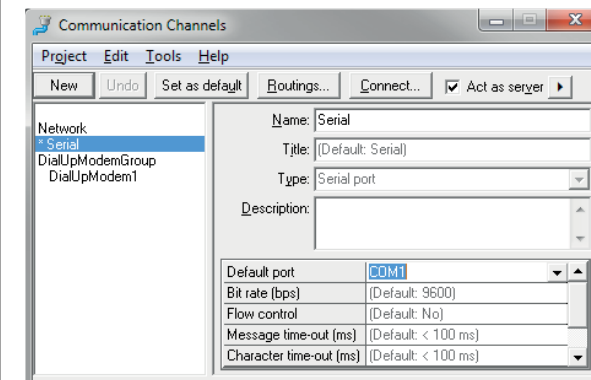 Communication Channels
Project Edit Tools Help
New Undo Set as default Routings... Connect... Act as server
Network
* Serial
DialUpModemGroup
DialUpModem1
Name: Serial
Title: (Default: Serial)
Type: Serial port
Description:
Default port COM1
Bit rate (bps) (Default: 9600)
Flow control (Default: No)
Message time-out (ms) (Default: < 100 ms)
Character time-out (ms) (Default: < 100 ms)